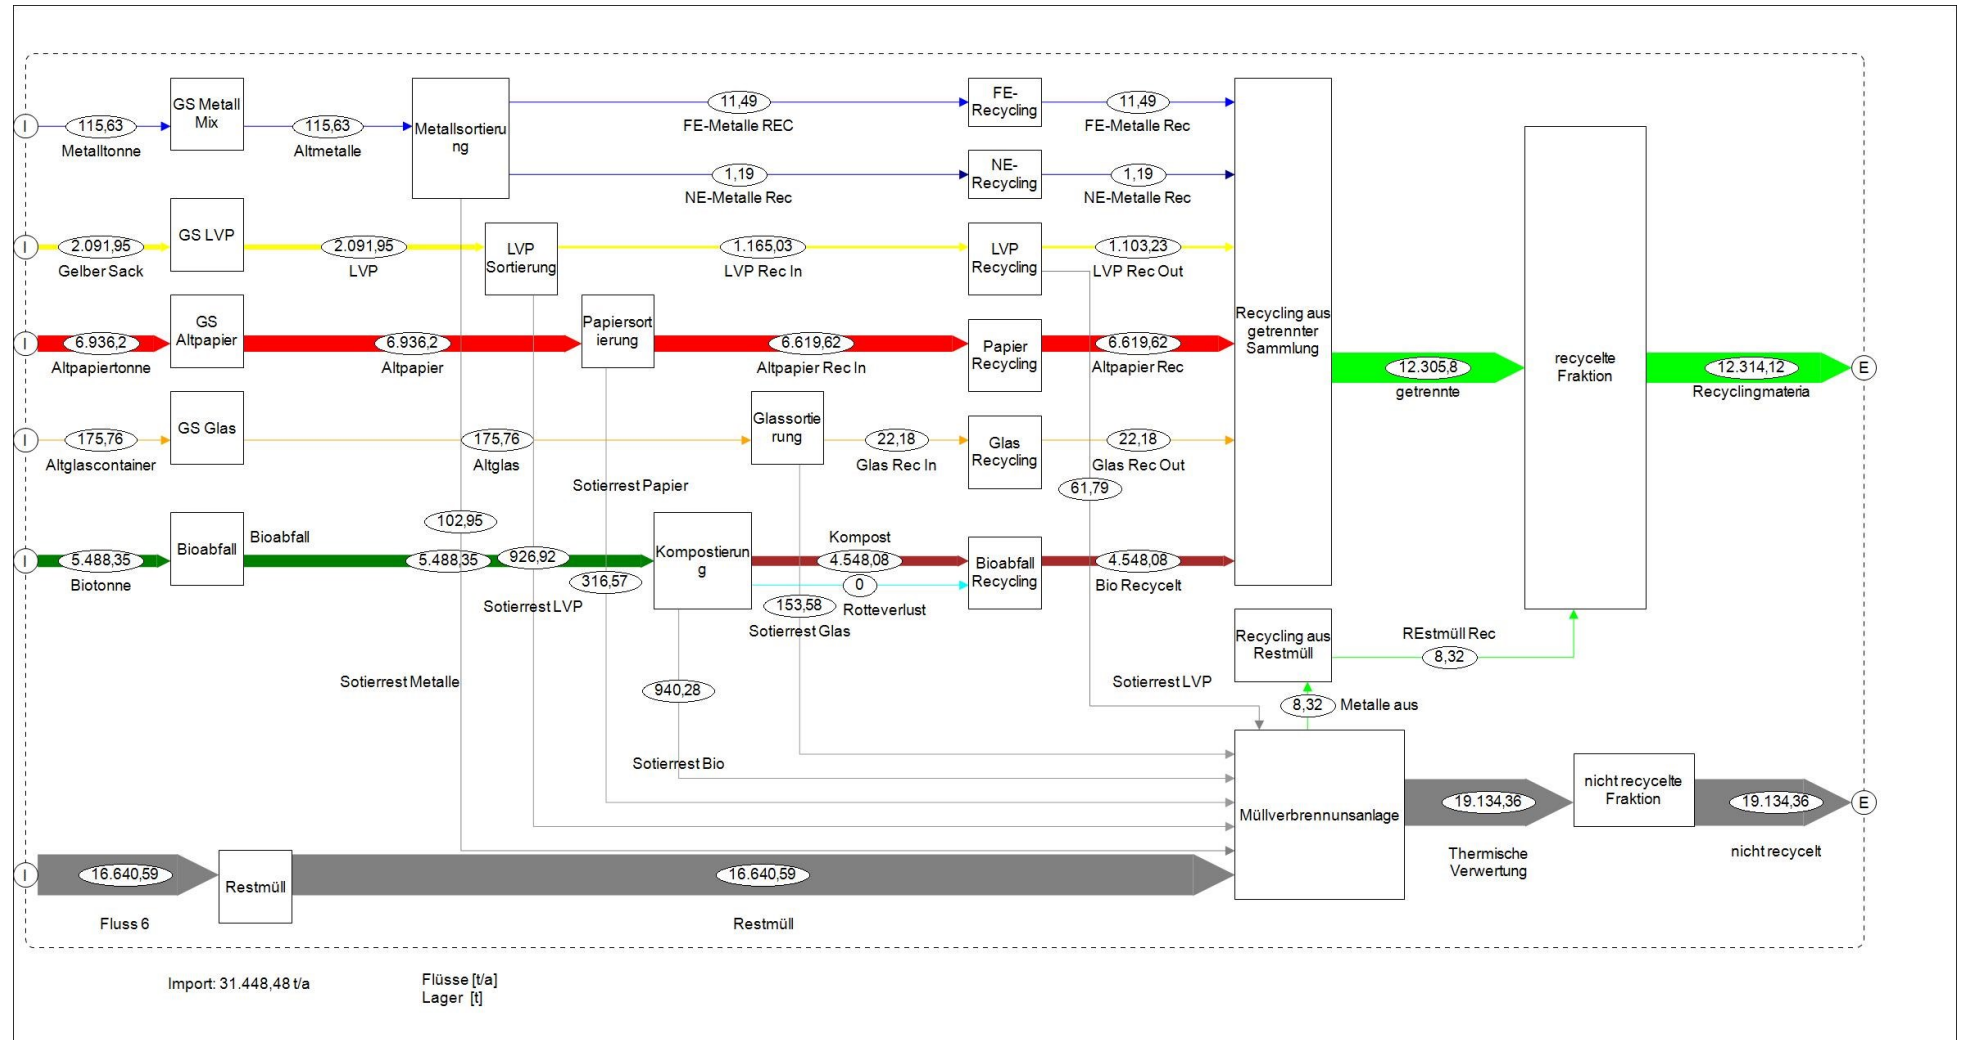 I
115,63
Metalltonne
GS Metall
Mix
115,63
Altmetalle
Metallsortieru
ng
11,49
FE-Metalle REC
FE-
Recycling
11,49
FE-Metalle Rec
1,19
NE-Metalle Rec
NE-
Recycling
1,19
NE-Metalle Rec
I
2.091,95
Gelber Sack
GS LVP
2.091,95
LVP
LVP
Sortierung
1.165,03
LVP Rec In
LVP
Recycling
1.103,23
LVP Rec Out
I
6.936,2
Altpapiertonne
GS
Altpapier
6.936,2
Altpapier
Papiersort
ierung
6.619,62
Altpapier Rec In
Papier
Recycling
6.619,62
Altpapier Rec
Recycling aus
getrennter
Sammlung
12.305,8
getrennte
recycelte
Fraktion
12.314,12
Recyclingmateria
E
I
175,76
Altglascontainer
GS Glas
175,76
Altglas
Glassortie
rung
22,18
Glas Rec In
Glas
Recycling
22,18
Glas Rec Out
Sotierrest Papier
61,79
102,95
I
5.488,35
Biotonne
Bioabfall
Bioabfall
5.488,35
926,92
316,57
Sotierrest LVP
Kompostierun
g
Kompost
4.548,08
0
Rotteverlust
153,58
Sotierrest Glas
Bioabfall
Recycling
4.548,08
Bio Recycelt
Recycling aus
Restmüll
REstmüll Rec
8,32
Sotierrest Metalle
940,28
Sotierrest LVP
8,32
Metalle aus
Sotierrest Bio
Müllverbrennunsanlage
19.134,36
Thermische
Verwertung
nicht recycelte
Fraktion
19.134,36
nicht recycelt
E
I
16.640,59
Fluss 6
Restmüll
16.640,59
Restmüll
Import: 31.448,48 t/a
Flüsse [t/a]
Lager [t]